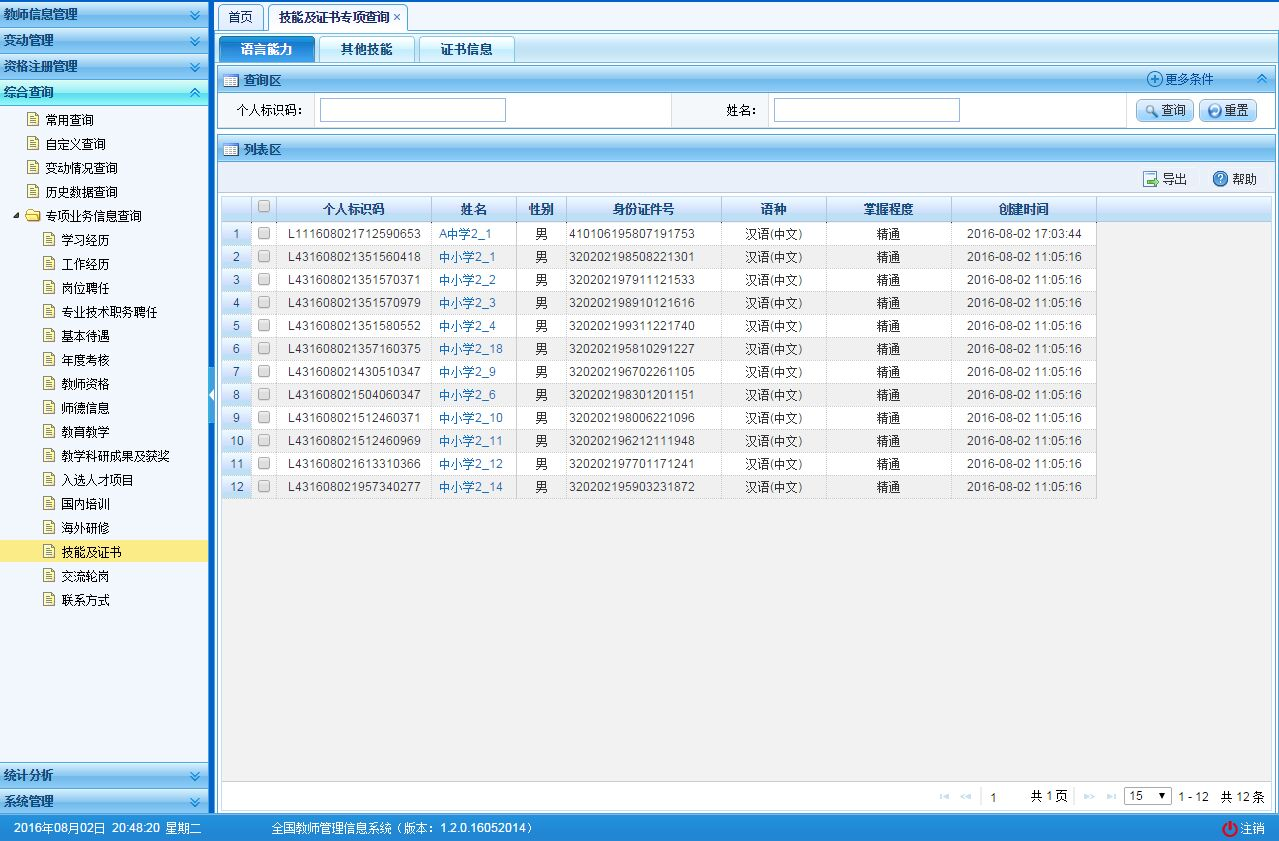 教师信息管理
变动管理
资格注册管理
综合查询
常用查询
自定义查询
变动情况查询
历史数据查询
专项业务信息查询
学习经历
工作经历
岗位聘任
专业技术职务聘任
基本待遇
年度考核
教师资格
师德信息
教育教学
教学科研成果及获奖
入选人才项目
国内培训
海外研修
技能及证书
交流轮岗
联系方式
统计分析
系统管理
首页 技能及证书专项查询 ×
语言能力 其他技能 证书信息
查询区 更多条件
个人标识码： 姓名： 查询 重置
列表区
导出 帮助
个人标识码 姓名 性别 身份证件号 语种 掌握程度 创建时间
1 L111608021712590653 A中学2_1 男 410106195807191753 汉语(中文) 精通 2016-08-02 17:03:44
2 L431608021351560418 中小学2_1 男 320202198508221301 汉语(中文) 精通 2016-08-02 11:05:16
3 L431608021351570371 中小学2_2 男 320202197911121533 汉语(中文) 精通 2016-08-02 11:05:16
4 L431608021351570979 中小学2_3 男 320202198910121616 汉语(中文) 精通 2016-08-02 11:05:16
5 L431608021351580552 中小学2_4 男 320202199311221740 汉语(中文) 精通 2016-08-02 11:05:16
6 L431608021357160375 中小学2_18 男 320202195810291227 汉语(中文) 精通 2016-08-02 11:05:16
7 L431608021430510347 中小学2_9 男 320202196702261105 汉语(中文) 精通 2016-08-02 11:05:16
8 L431608021504060347 中小学2_6 男 320202198301201151 汉语(中文) 精通 2016-08-02 11:05:16
9 L431608021512460371 中小学2_10 男 320202198006221096 汉语(中文) 精通 2016-08-02 11:05:16
10 L431608021512460969 中小学2_11 男 320202196212111948 汉语(中文) 精通 2016-08-02 11:05:16
11 L431608021613310366 中小学2_12 男 320202197701171241 汉语(中文) 精通 2016-08-02 11:05:16
12 L431608021957340277 中小学2_14 男 320202195903231872 汉语(中文) 精通 2016-08-02 11:05:16
1 共 1 页 15 1 - 12 共 12 条
2016年08月02日 20:48:20 星期二 全国教师管理信息系统（版本：1.2.0.16052014） 注销